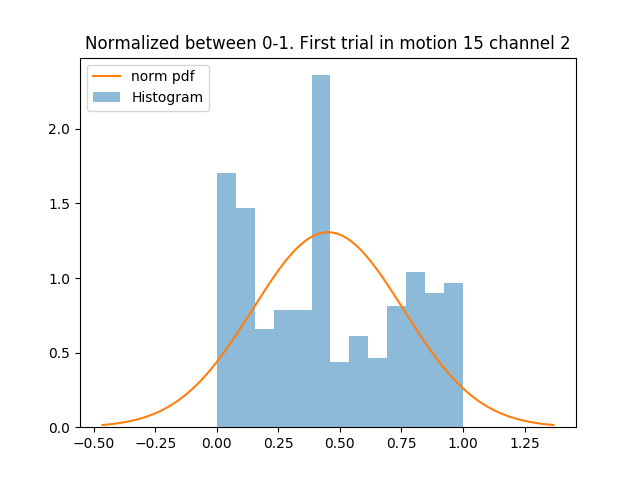 Normalized between 0-1. First trial in motion 15 channel 2
norm pdf
Histogram
2.0
1.5
1.0
0.5
0.0
−0.50 −0.25 0.00 0.25 0.50 0.75 1.00 1.25